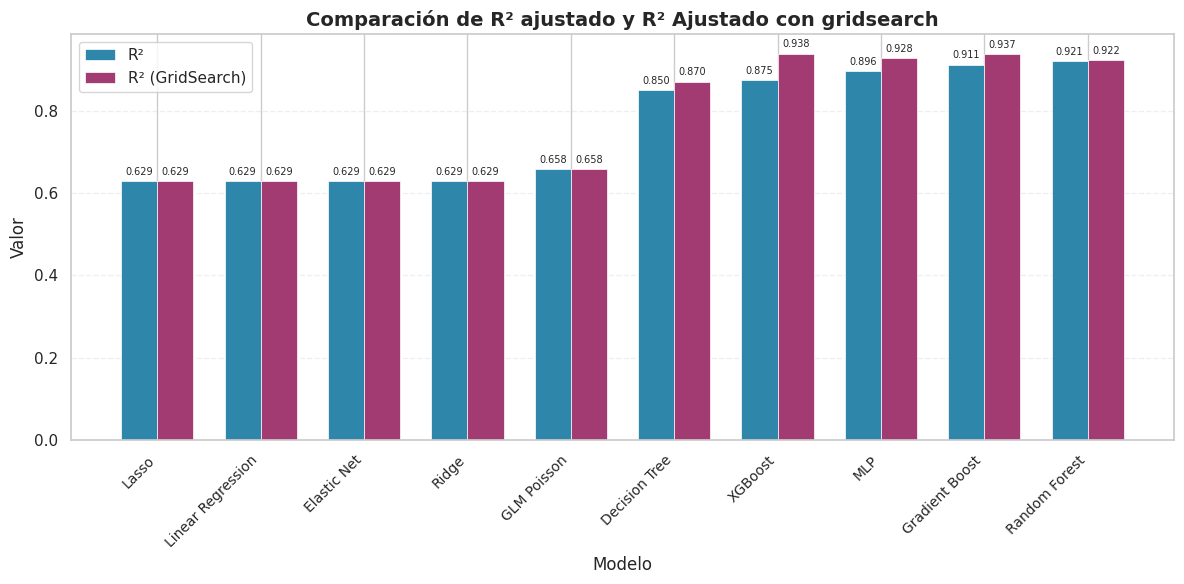 Comparación de R² ajustado y R² Ajustado con gridsearch
R²
R² (GridSearch)
Valor
0.8
0.6
0.4
0.2
0.0
0.629 0.629
0.629 0.629
0.629 0.629
0.629 0.629
0.658 0.658
0.850 0.870
0.875 0.938
0.896 0.928
0.911 0.937
0.921 0.922
Lasso
Linear Regression
Elastic Net
Ridge
GLM Poisson
Decision Tree
XGBoost
MLP
Gradient Boost
Random Forest
Modelo